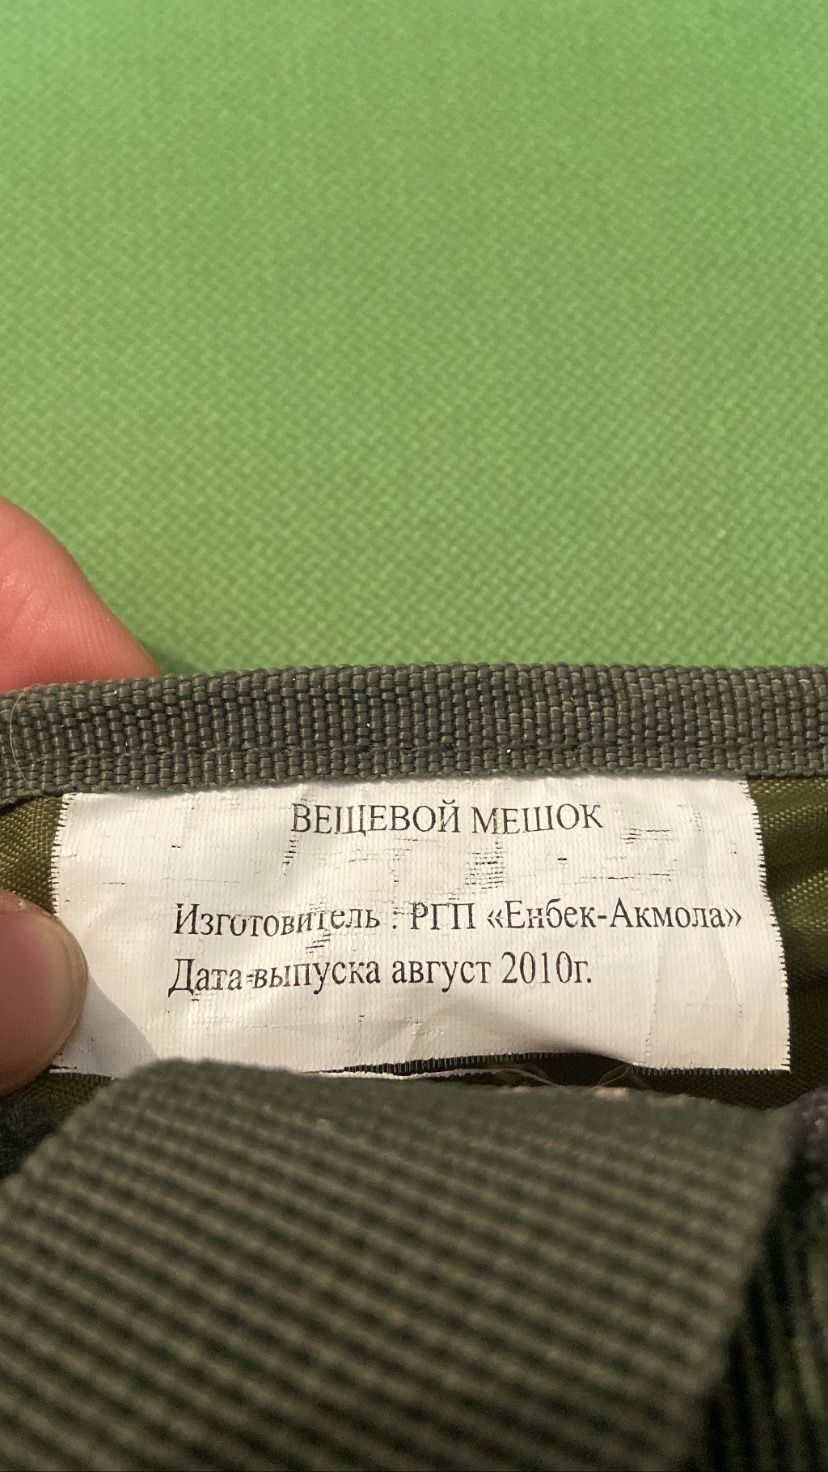 ВЕЩЕВОЙ МЕШОК
Изготовитель : РГП «Енбек-Акмола»
Дата выпуска август 2010г.